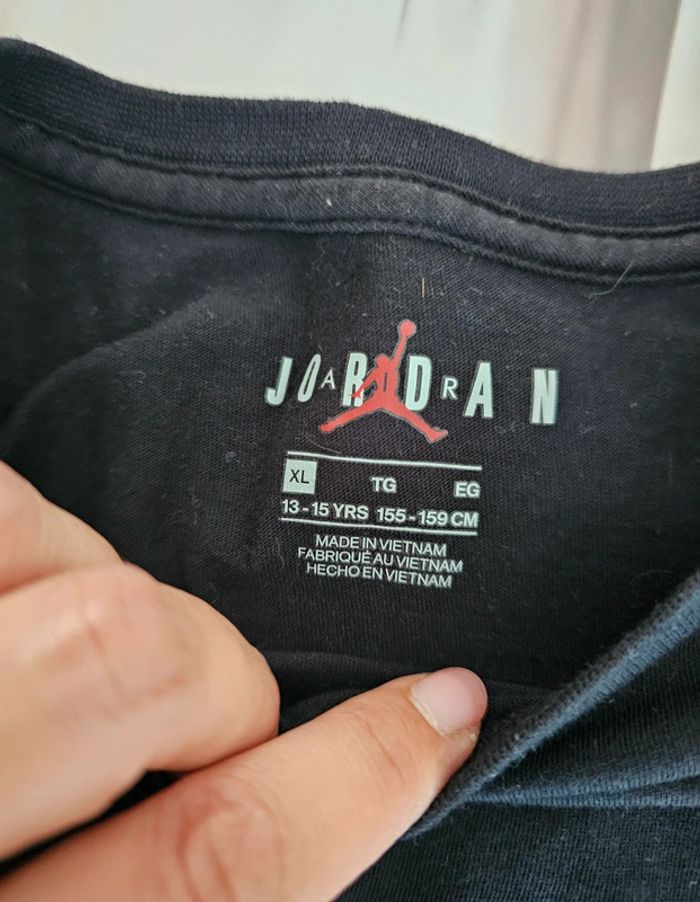 JORDAN
AIR
XL TG EG
13-15 YRS 155-159 CM
MADE IN VIETNAM
FABRIQUÉ AU VIETNAM
HECHO EN VIETNAM